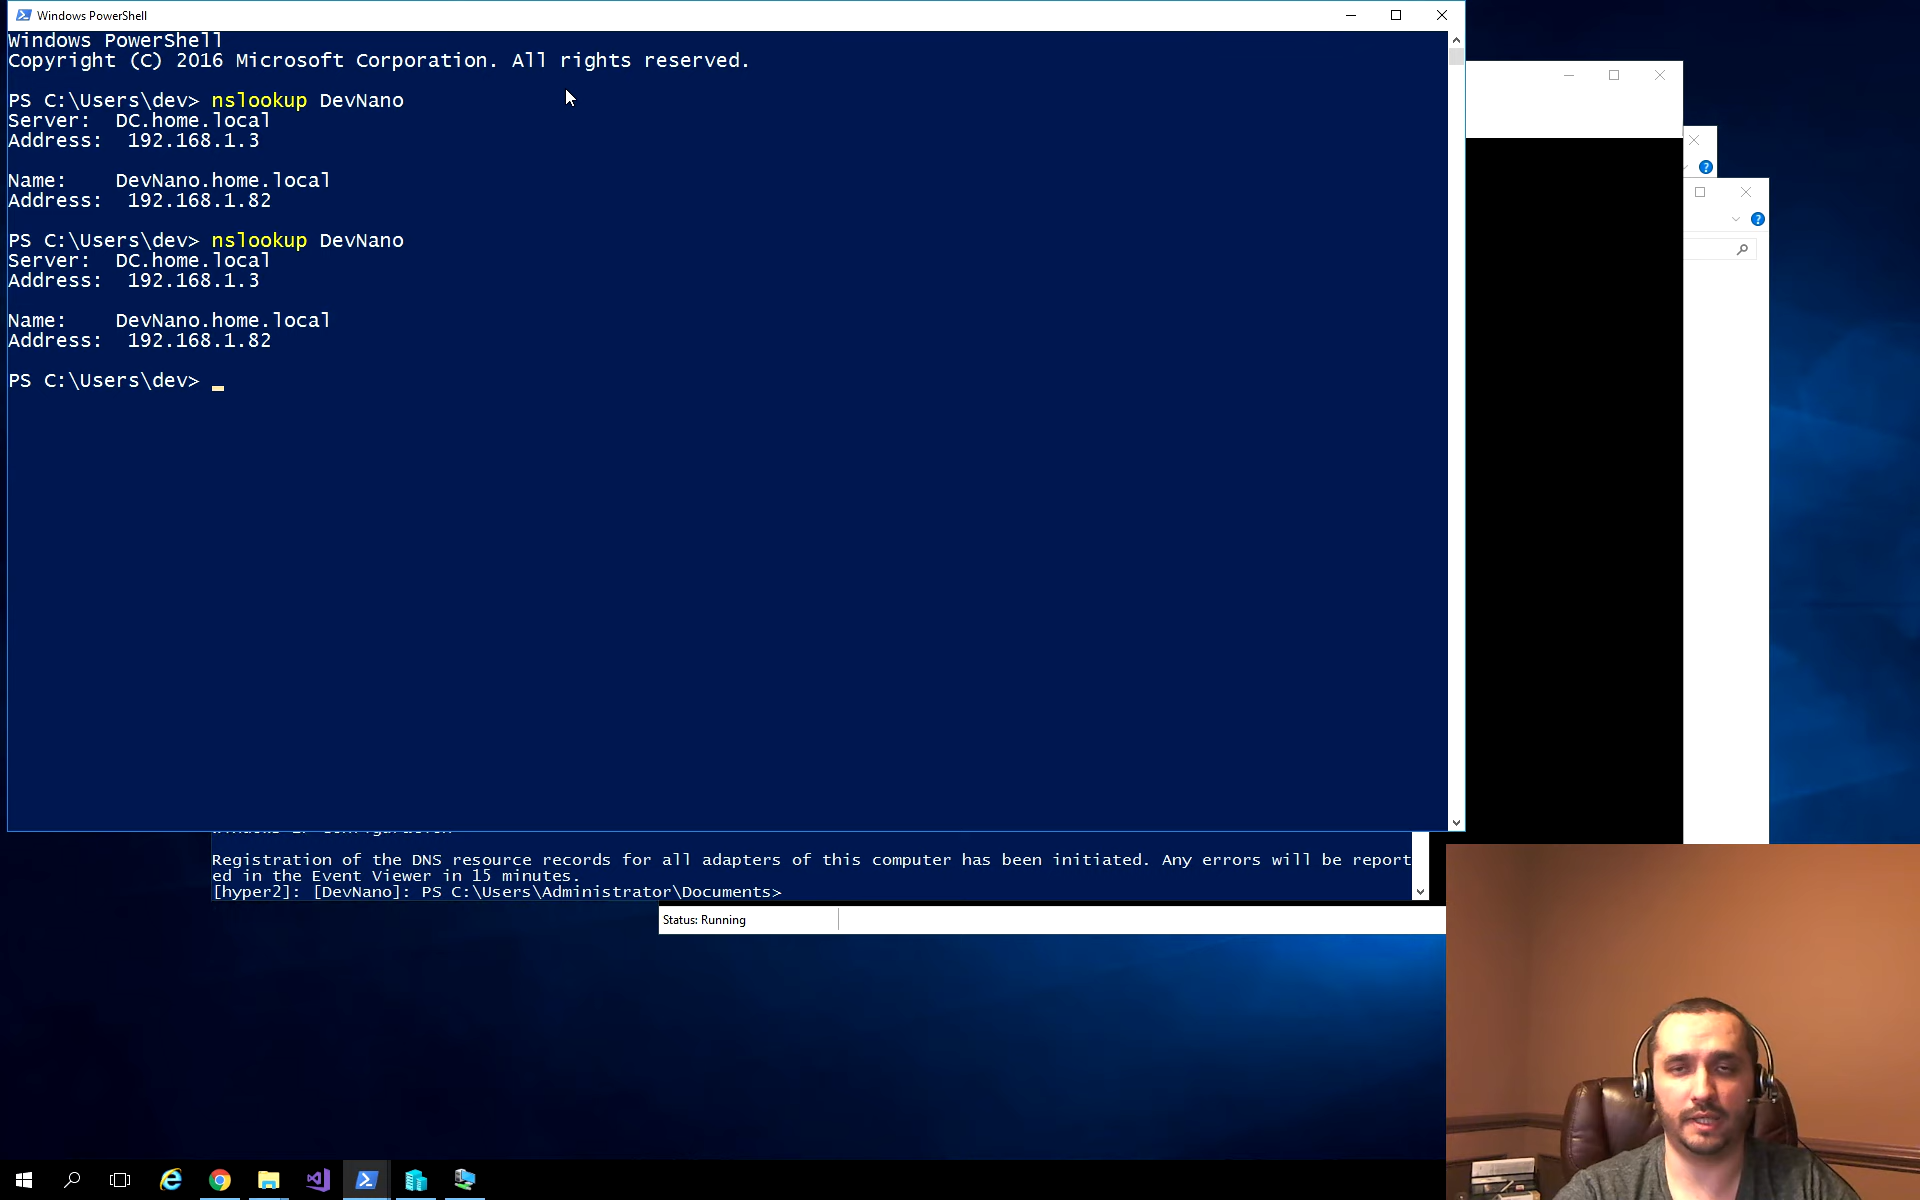 Windows PowerShell
Windows PowerShell
Copyright (C) 2016 Microsoft Corporation. All rights reserved.
PS C:\Users\dev> nslookup DevNano
Server:  DC.home.local
Address:  192.168.1.3
Name:    DevNano.home.local
Address:  192.168.1.82
PS C:\Users\dev> nslookup DevNano
Server:  DC.home.local
Address:  192.168.1.3
Name:    DevNano.home.local
Address:  192.168.1.82
PS C:\Users\dev>
Registration of the DNS resource records for all adapters of this computer has been initiated. Any errors will be report
ed in the Event Viewer in 15 minutes.
[hyper2]: [DevNano]: PS C:\Users\Administrator\Documents>
Status: Running